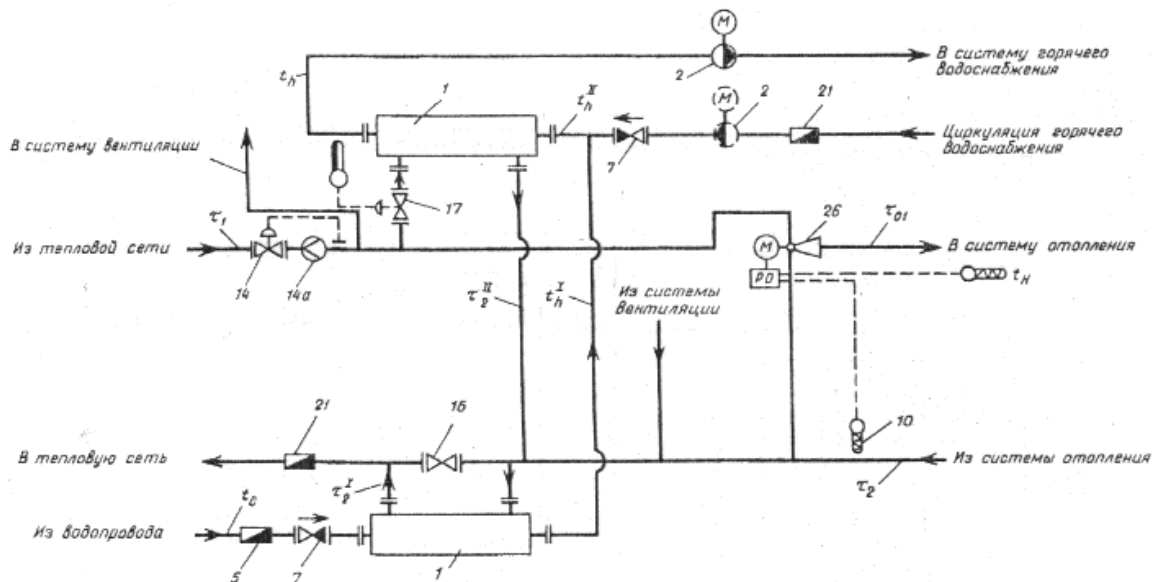 M
В систему горячего
водоснабжения
2
t_h
1
t_h^II
(M)
2
21
Циркуляция горячего
водоснабжения
7
В систему вентиляции
17
τ_1
Из тепловой сети
14
14а
26
τ_01
В систему отопления
M
РО
t_н
τ_2^II
t_h^I
Из системы
вентиляции
21
16
10
В тепловую сеть
Из системы отопления
τ_2
τ_2^I
Из водопровода
5
7
1